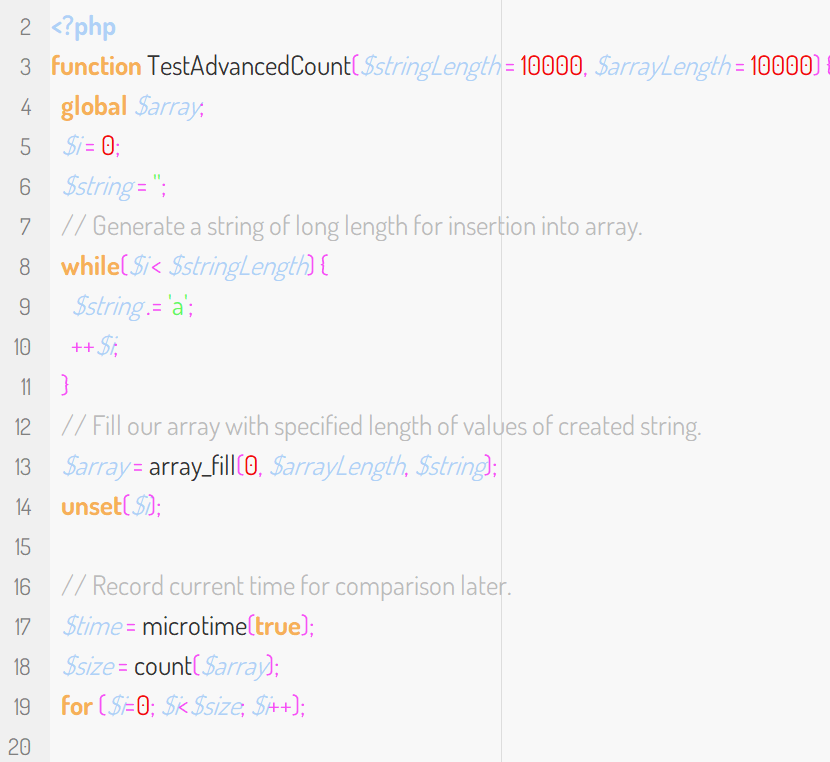 2 <?php
3 function TestAdvancedCount($stringLength = 10000, $arrayLength = 10000) {
4 global $array;
5 $i = 0;
6 $string = '';
7 // Generate a string of long length for insertion into array.
8 while($i < $stringLength) {
9 $string .= 'a';
10 ++$i;
11 }
12 // Fill our array with specified length of values of created string.
13 $array = array_fill(0, $arrayLength, $string);
14 unset($i);
15
16 // Record current time for comparison later.
17 $time = microtime(true);
18 $size = count($array);
19 for ($i=0; $i<$size; $i++);
20